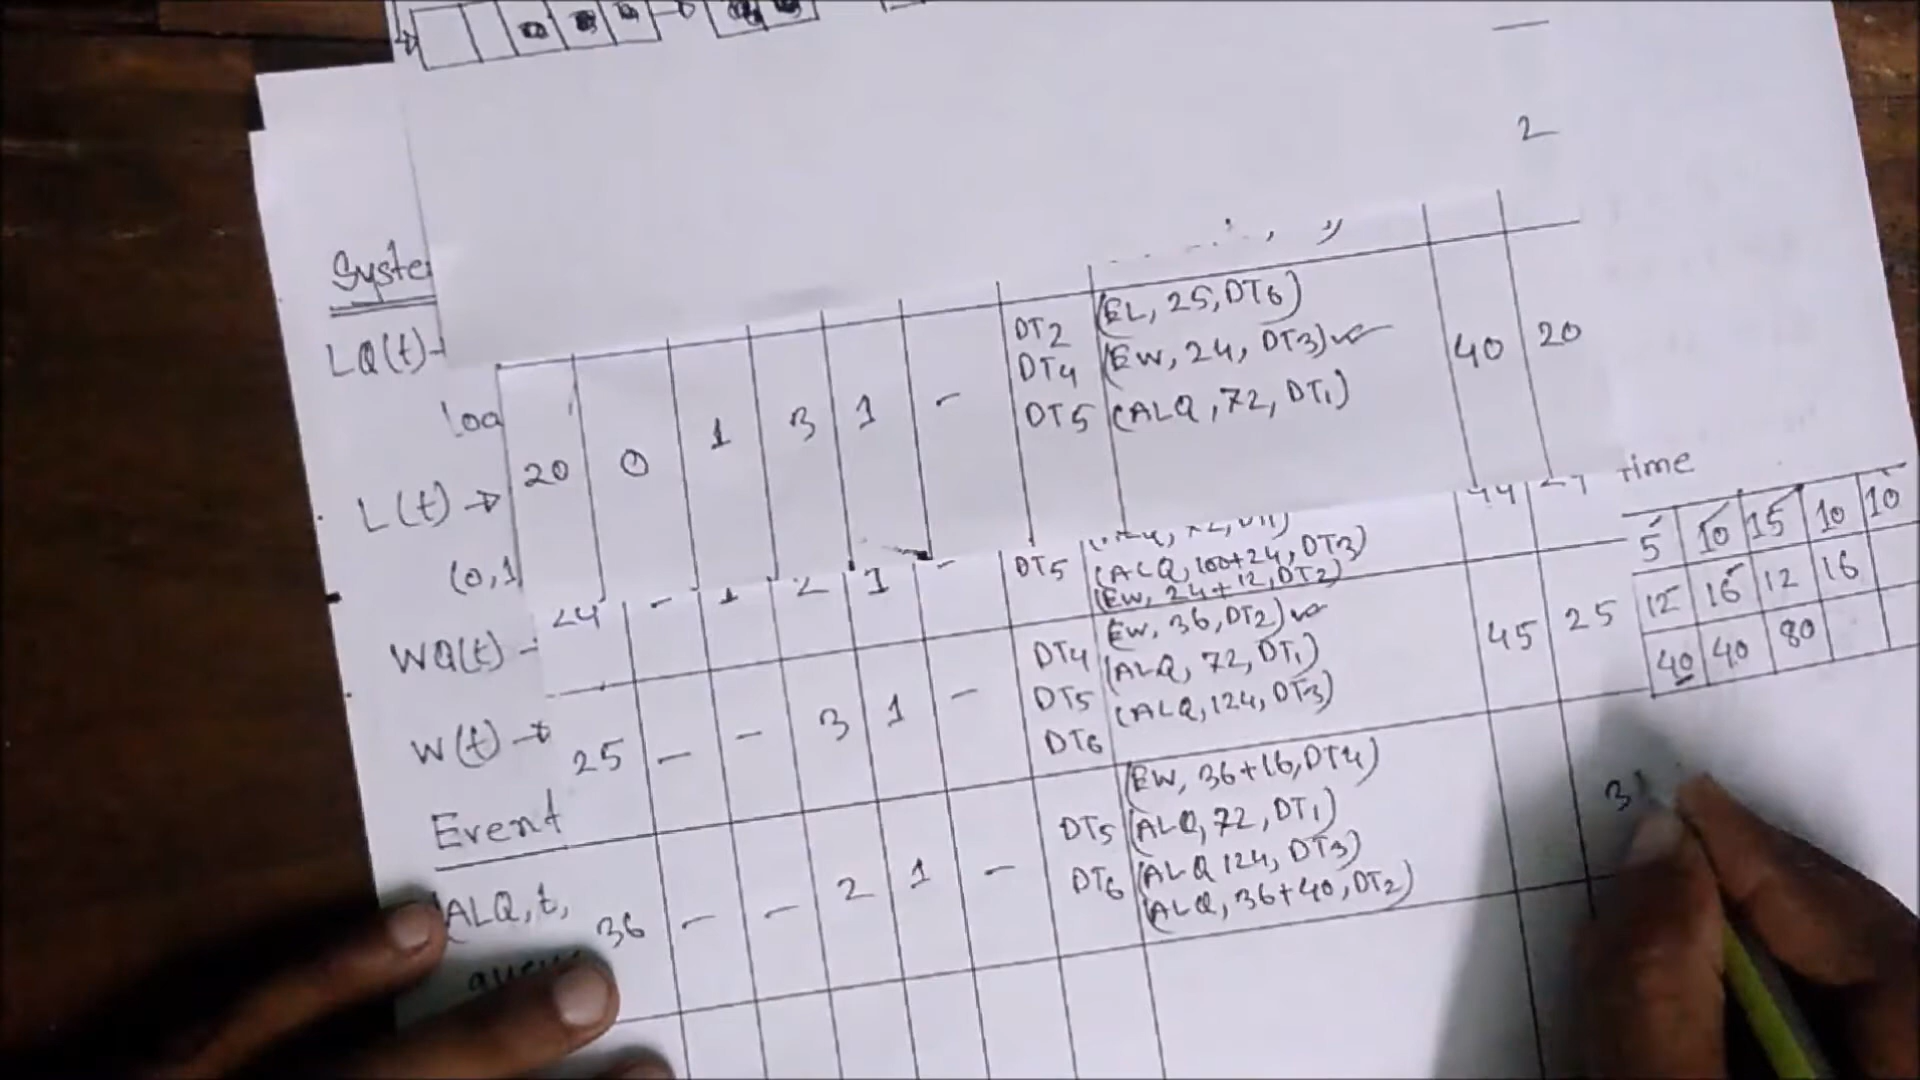 2
Syste
LQ(t)-
loa
L(t) →
(0,1
WQ(t) -
W(t) →
Event
(ALQ, t,
20 0 1 3 1 - DT2 (EL, 25, DT6) 40 20
DT4 (EW, 24, DT3)
DT5 (ALQ, 72, DT1)
24 - 1 2 1 - DT5 (ALQ, 100+24, DT3) 44
(EW, 24+12, DT2)
25 - - 3 1 - DT4 (EW, 36, DT2) 45 25
DT5 (ALQ, 72, DT1)
DT6 (ALQ, 124, DT3)
36 - - 2 1 - (EW, 36+16, DT4)
DT5 (ALQ, 72, DT1)
DT6 (ALQ 124, DT3)
(ALQ, 36+40, DT2)
Time
5 10 15 10 10
12 16 12 16
40 40 80